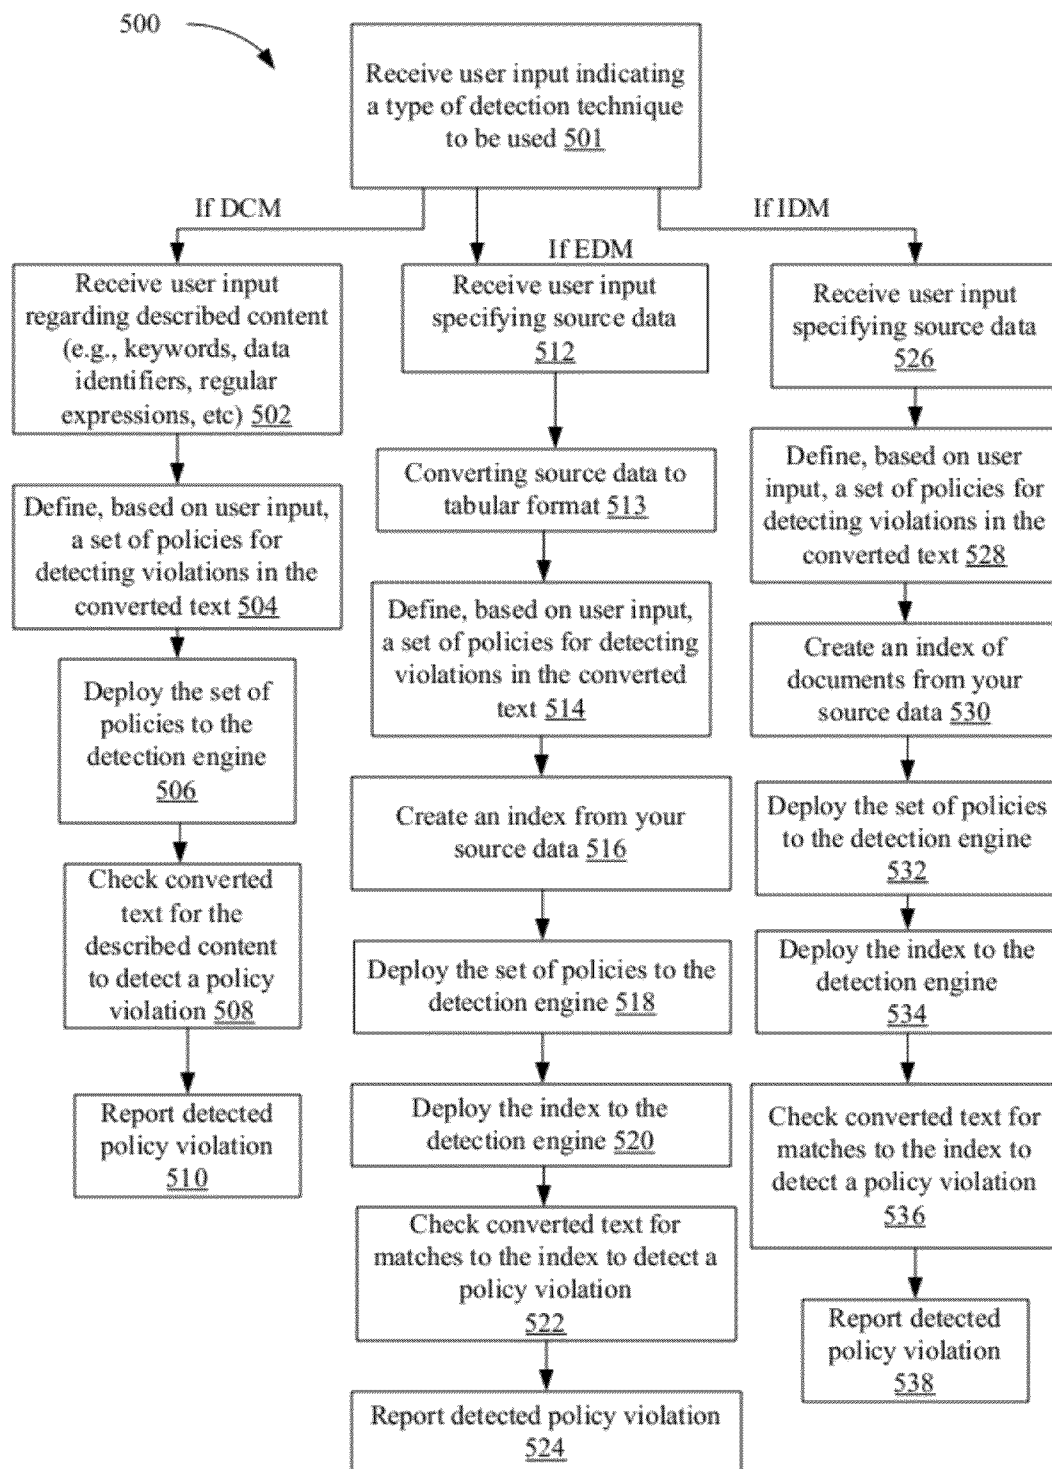 500
Receive user input indicating
a type of detection technique
to be used 501
If DCM
If EDM
If IDM
Receive user input
regarding described content
(e.g., keywords, data
identifiers, regular
expressions, etc) 502
Define, based on user input,
a set of policies for
detecting violations in the
converted text 504
Deploy the set of
policies to the
detection engine
506
Check converted
text for the
described content
to detect a policy
violation 508
Report detected
policy violation
510
Receive user input
specifying source data
512
Converting source data to
tabular format 513
Define, based on user input,
a set of policies for detecting
violations in the converted
text 514
Create an index from your
source data 516
Deploy the set of policies to the
detection engine 518
Deploy the index to the
detection engine 520
Check converted text for
matches to the index to detect a
policy violation
522
Report detected policy violation
524
Receive user input
specifying source data
526
Define, based on user
input, a set of policies for
detecting violations in the
converted text 528
Create an index of
documents from your
source data 530
Deploy the set of policies
to the detection engine
532
Deploy the index to the
detection engine
534
Check converted text for
matches to the index to
detect a policy violation
536
Report detected
policy violation
538